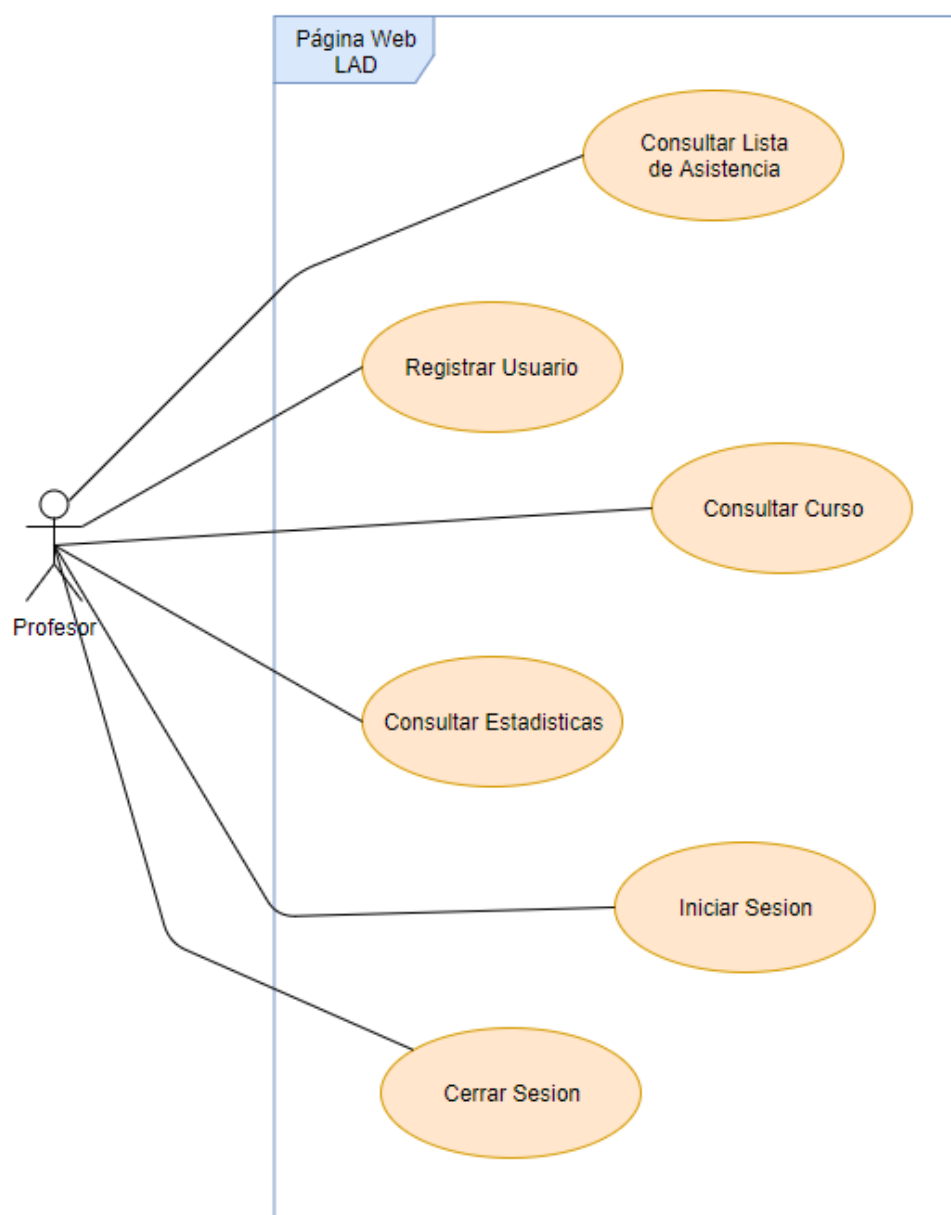 Página Web
LAD
Consultar Lista
de Asistencia
Registrar Usuario
Consultar Curso
Profesor
Consultar Estadisticas
Iniciar Sesion
Cerrar Sesion